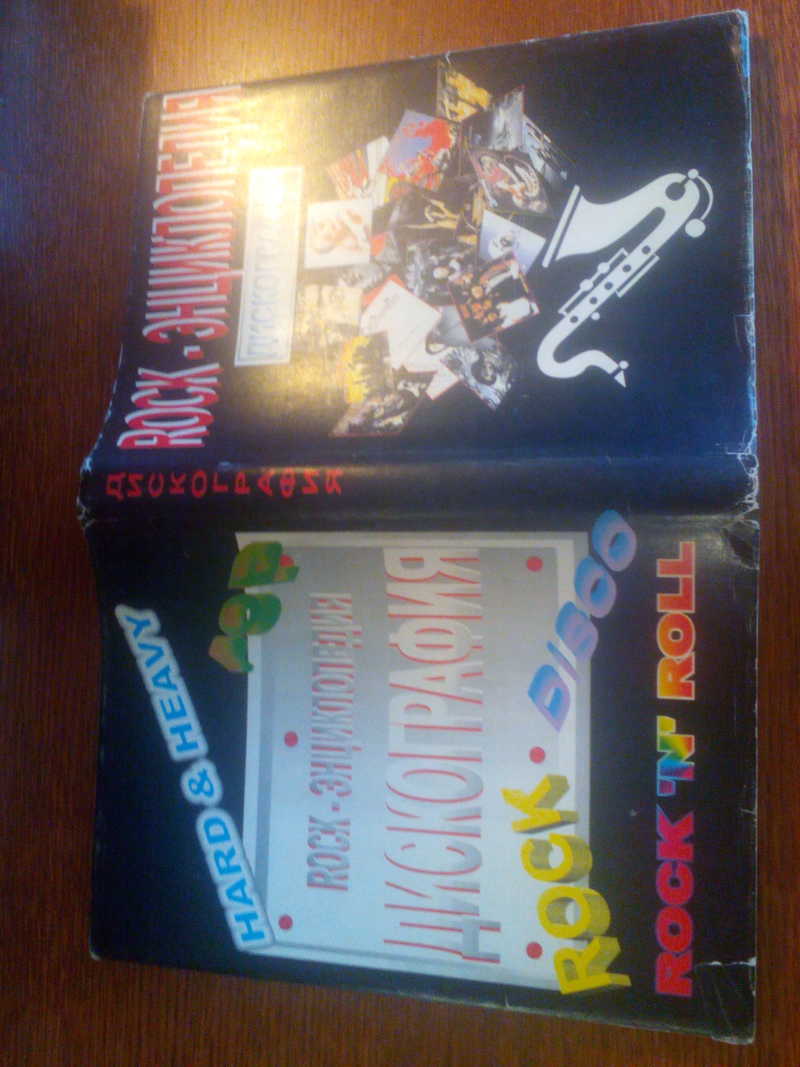 HARD & HEAVY
POP
ROCK - ЭНЦИКЛОПЕДИЯ
ДИСКОГРАФИЯ
ROCK
DISCO
ROCK 'N' ROLL
ДИСКОГРАФИЯ
ROCK - ЭНЦИКЛОПЕДИЯ
ДИСКОГРАФИЯ